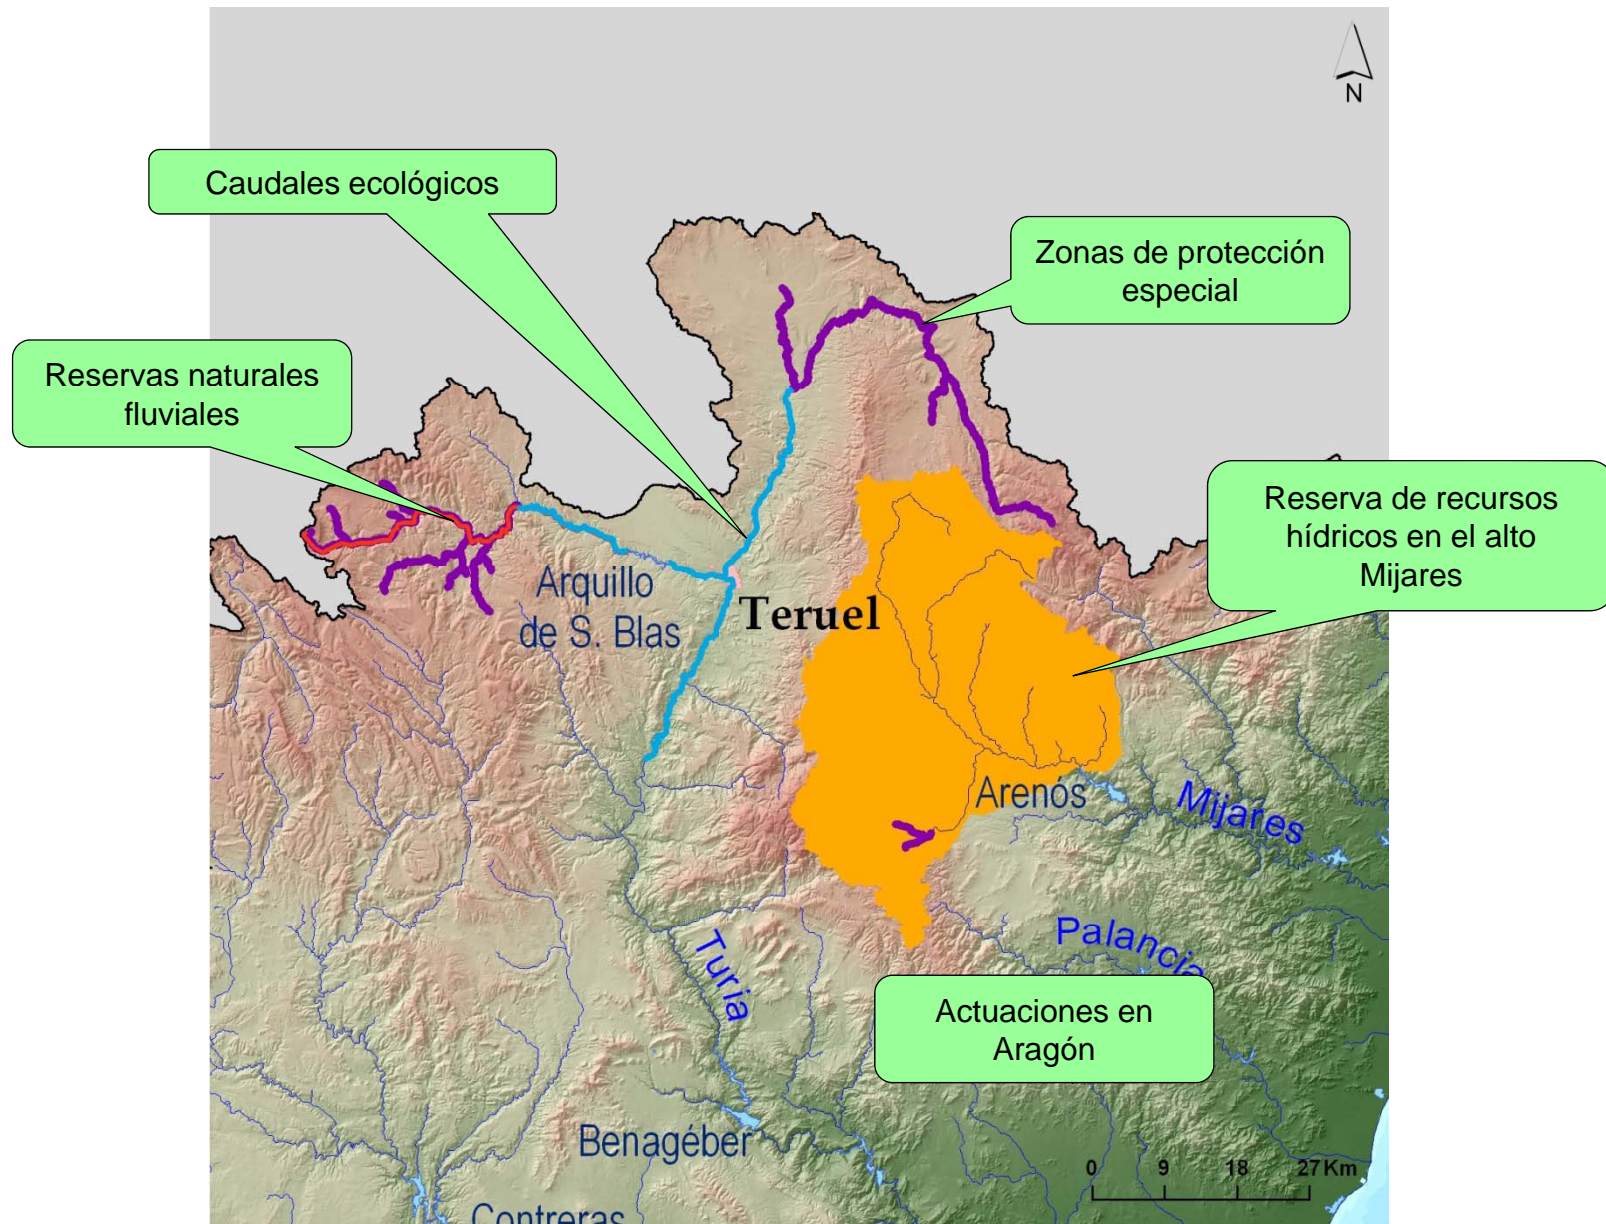 N
Caudales ecológicos
Zonas de protección
especial
Reservas naturales
fluviales
Reserva de recursos
hídricos en el alto
Mijares
Arquillo
de S. Blas
Teruel
Arenós
Mijares
Palancia
Turia
Actuaciones en
Aragón
Benagéber
0 9 18 27 Km
Contreras